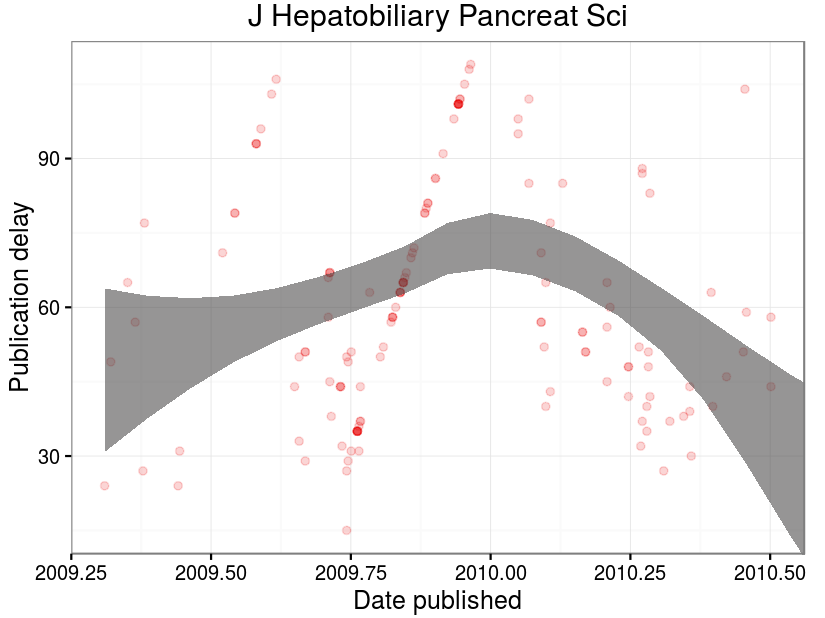 J Hepatobiliary Pancreat Sci
Publication delay
90
60
30
2009.25 2009.50 2009.75 2010.00 2010.25 2010.50
Date published